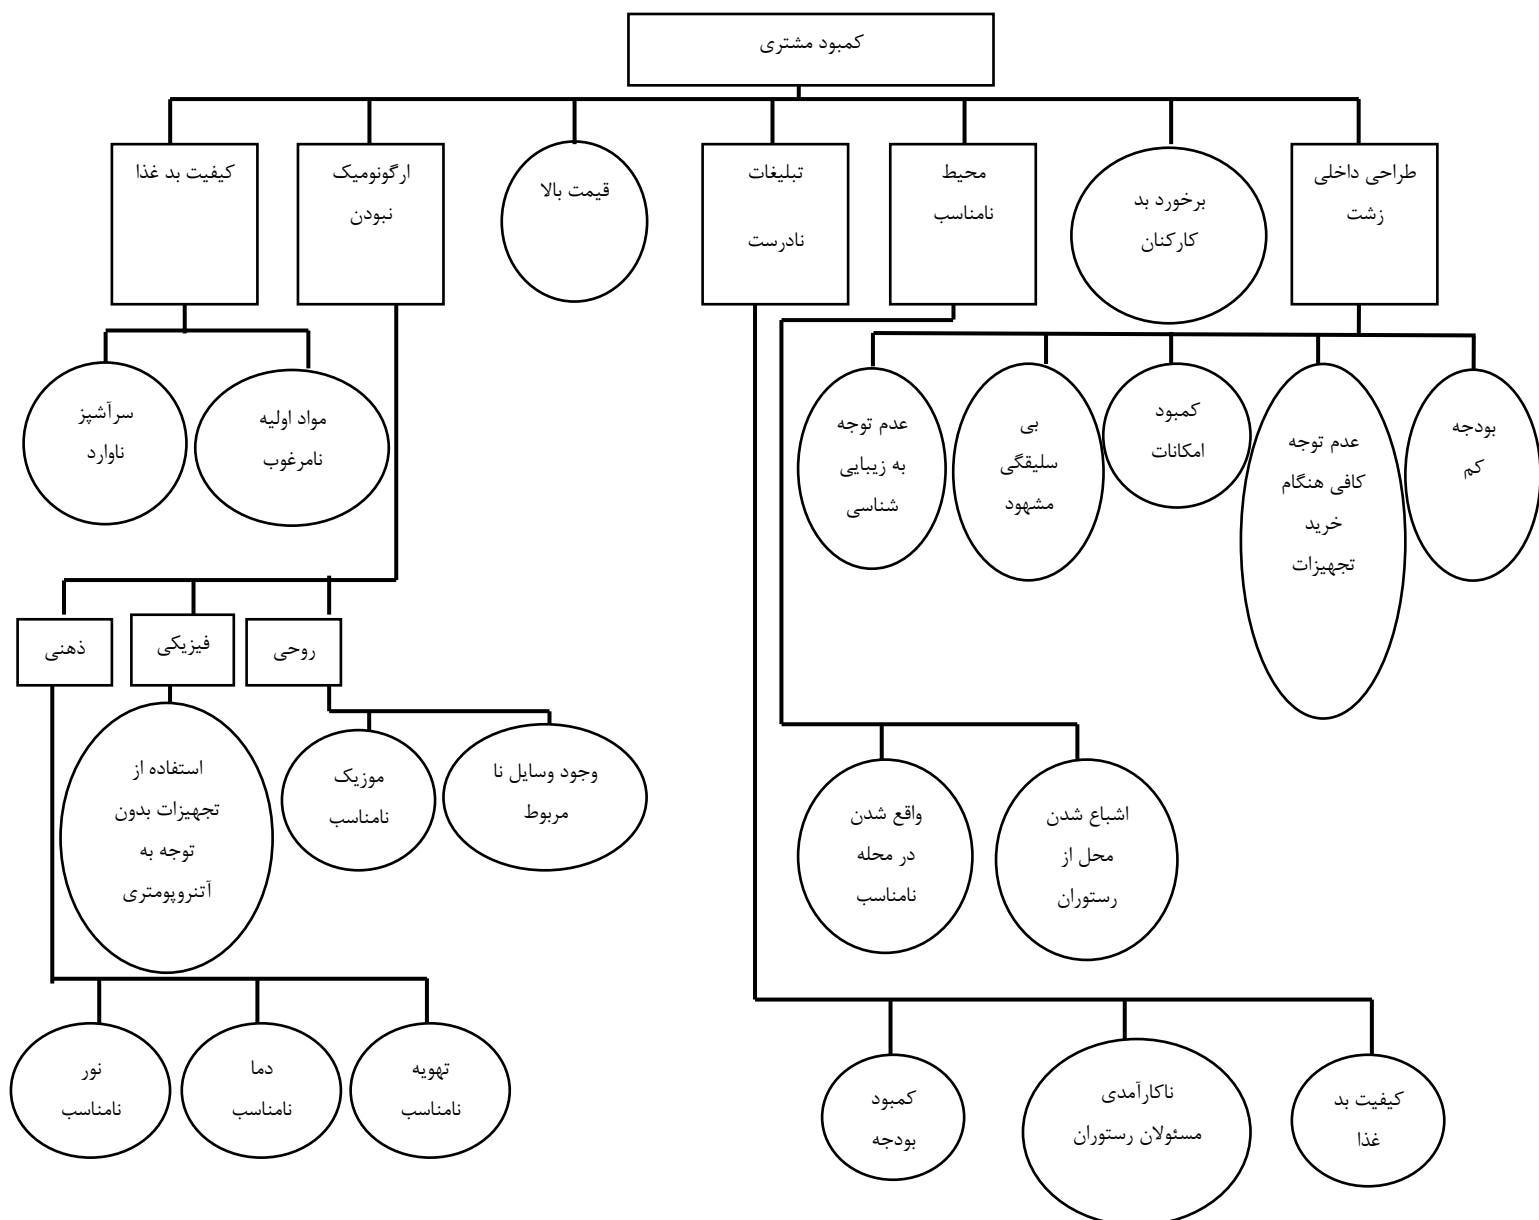 کمبود مشتری
طراحی داخلی
زشت
برخورد بد
کارکنان
محیط
نامناسب
تبلیغات
نادرست
قیمت بالا
ارگونومیک
نبودن
کیفیت بد غذا
بودجه
کم
عدم توجه
کافی هنگام
خرید
تجهیزات
کمبود
امکانات
بی
سلیقگی
مشهود
عدم توجه
به زیبایی
شناسی
مواد اولیه
نامرغوب
سرآشپز
ناوارد
روحی
فیزیکی
ذهنی
اشباع شدن
محل از
رستوران
واقع شدن
در محله
نامناسب
وجود وسایل نا
مربوط
موزیک
نامناسب
استفاده از
تجهیزات بدون
توجه به
آنتروپومتری
کیفیت بد
غذا
ناکارآمدی
مسئولان رستوران
کمبود
بودجه
تهویه
نامناسب
دما
نامناسب
نور
نامناسب